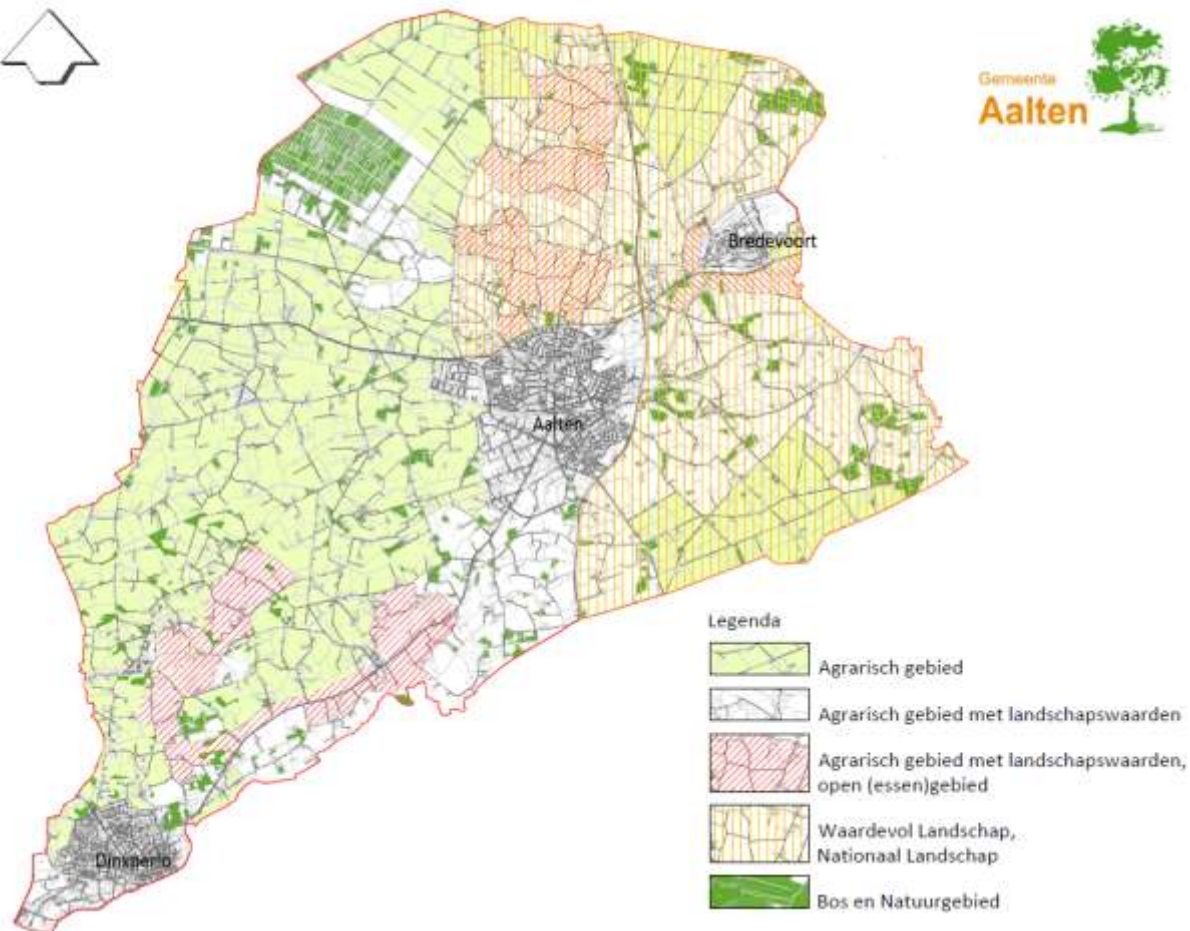 Gemeente
Aalten
Bredevoort
Aalten
Dinxperlo
Legenda
Agrarisch gebied
Agrarisch gebied met landschapswaarden
Agrarisch gebied met landschapswaarden,
open (essen)gebied
Waardevol Landschap,
Nationaal Landschap
Bos en Natuurgebied